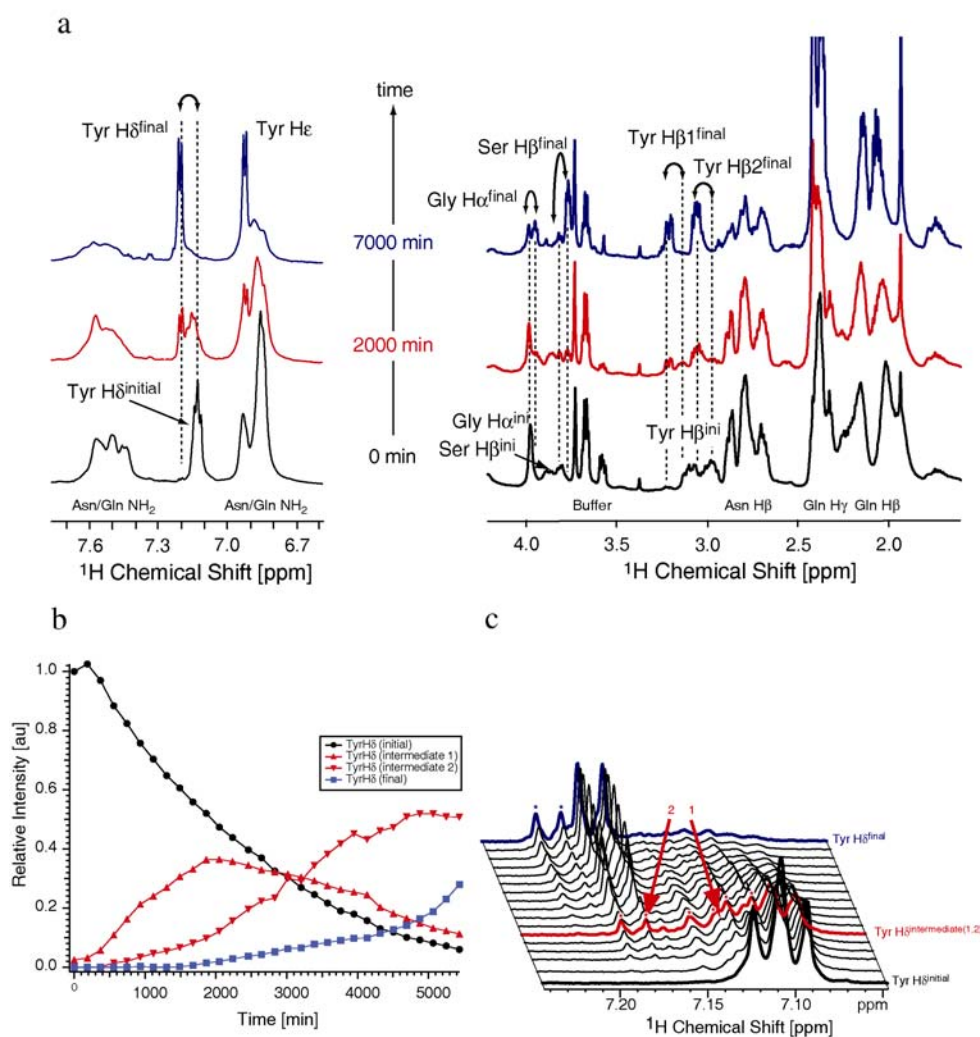 a
time
Tyr Hδfinal
Tyr Hε
7000 min
2000 min
Tyr Hδinitial
0 min
Asn/Gln NH2
Asn/Gln NH2
7.6
7.3
7.0
6.7
1H Chemical Shift [ppm]
Ser Hβfinal
Tyr Hβ1final
Tyr Hβ2final
Gly Hαfinal
Gly Hαini
Ser Hβini
Tyr Hβini
Buffer
Asn Hβ
Gln Hγ
Gln Hβ
4.0
3.5
3.0
2.5
2.0
1H Chemical Shift [ppm]
b
Relative Intensity [au]
1.0
0.8
0.6
0.4
0.2
0.0
TyrHδ (initial)
TyrHδ (intermediate 1)
TyrHδ (intermediate 2)
TyrHδ (final)
0
1000
2000
3000
4000
5000
Time [min]
c
2
1
Tyr Hδfinal
Tyr Hδintermediate(1,2)
Tyr Hδinitial
7.20
7.15
7.10
ppm
1H Chemical Shift [ppm]